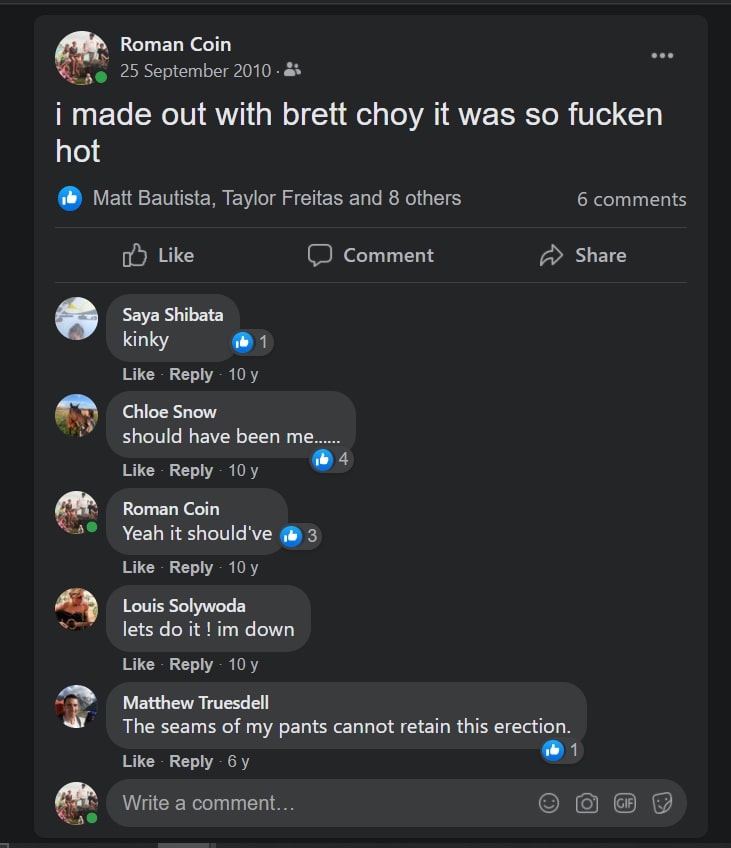 Roman Coin
25 September 2010 ·
i made out with brett choy it was so fucken
hot
Matt Bautista, Taylor Freitas and 8 others
6 comments
Like
Comment
Share
Saya Shibata
kinky
1
Like · Reply · 10 y
Chloe Snow
should have been me......
4
Like · Reply · 10 y
Roman Coin
Yeah it should've
3
Like · Reply · 10 y
Louis Solywoda
lets do it ! im down
Like · Reply · 10 y
Matthew Truesdell
The seams of my pants cannot retain this erection.
1
Like · Reply · 6 y
Write a comment...
GIF